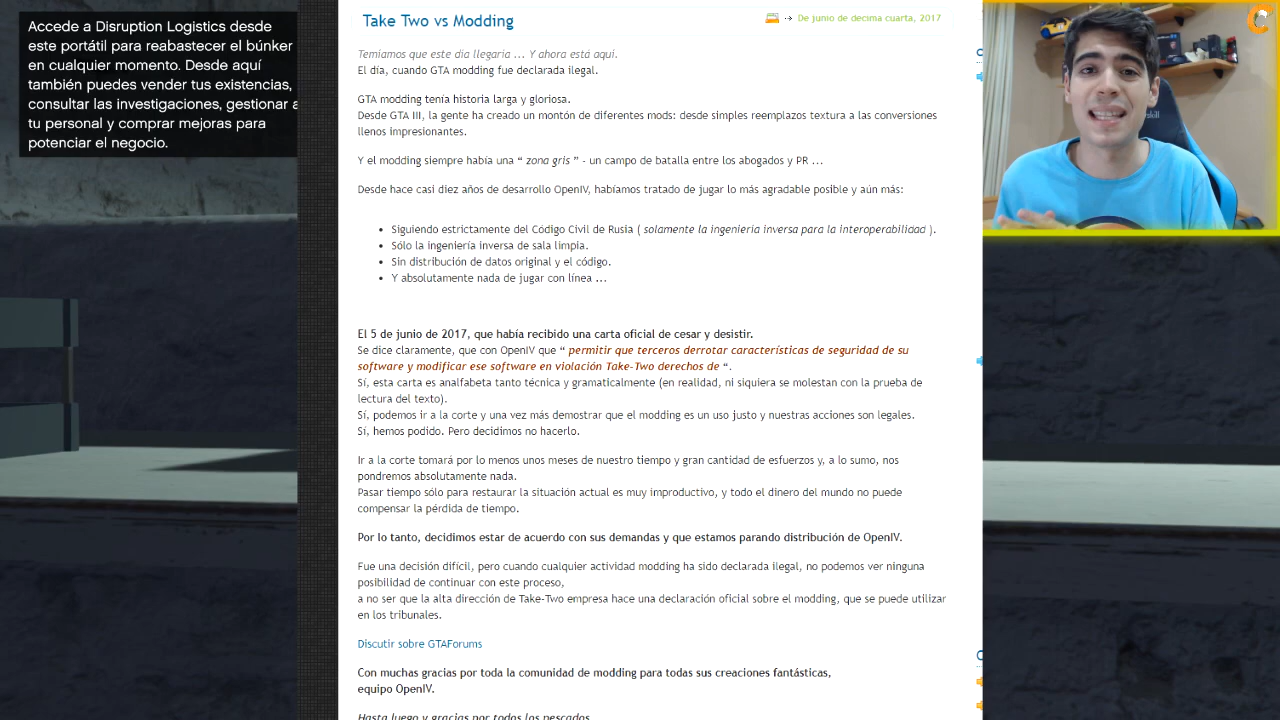 Acceda a Disruption Logistics desde
este portátil para reabastecer el búnker
en cualquier momento. Desde aquí
también puedes vender tus existencias,
consultar las investigaciones, gestionar a
tu personal y comprar mejoras para
potenciar el negocio.
Take Two vs Modding
De junio de decima cuarta, 2017
Temíamos que este día llegaría ... Y ahora está aquí.
El día, cuando GTA modding fue declarada ilegal.
GTA modding tenía historia larga y gloriosa.
Desde GTA III, la gente ha creado un montón de diferentes mods: desde simples reemplazos textura a las conversiones
llenos impresionantes.
Y el modding siempre había una “ zona gris ” - un campo de batalla entre los abogados y PR ...
Desde hace casi diez años de desarrollo OpenIV, habíamos tratado de jugar lo más agradable posible y aún más:
• Siguiendo estrictamente del Código Civil de Rusia ( solamente la ingeniería inversa para la interoperabilidad ).
• Sólo la ingeniería inversa de sala limpia.
• Sin distribución de datos original y el código.
• Y absolutamente nada de jugar con línea ...
El 5 de junio de 2017, que había recibido una carta oficial de cesar y desistir.
Se dice claramente, que con OpenIV que “ permitir que terceros derrotar características de seguridad de su
software y modificar ese software en violación Take-Two derechos de “.
Sí, esta carta es analfabeta tanto técnica y gramaticalmente (en realidad, ni siquiera se molestan con la prueba de
lectura del texto).
Sí, podemos ir a la corte y una vez más demostrar que el modding es un uso justo y nuestras acciones son legales.
Sí, hemos podido. Pero decidimos no hacerlo.
Ir a la corte tomará por lo menos unos meses de nuestro tiempo y gran cantidad de esfuerzos y, a lo sumo, nos
pondremos absolutamente nada.
Pasar tiempo sólo para restaurar la situación actual es muy improductivo, y todo el dinero del mundo no puede
compensar la pérdida de tiempo.
Por lo tanto, decidimos estar de acuerdo con sus demandas y que estamos parando distribución de OpenIV.
Fue una decisión difícil, pero cuando cualquier actividad modding ha sido declarada ilegal, no podemos ver ninguna
posibilidad de continuar con este proceso,
a no ser que la alta dirección de Take-Two empresa hace una declaración oficial sobre el modding, que se puede utilizar
en los tribunales.
Discutir sobre GTAForums
Con muchas gracias por toda la comunidad de modding para todas sus creaciones fantásticas,
equipo OpenIV.
Hasta luego y gracias por todos los pescados